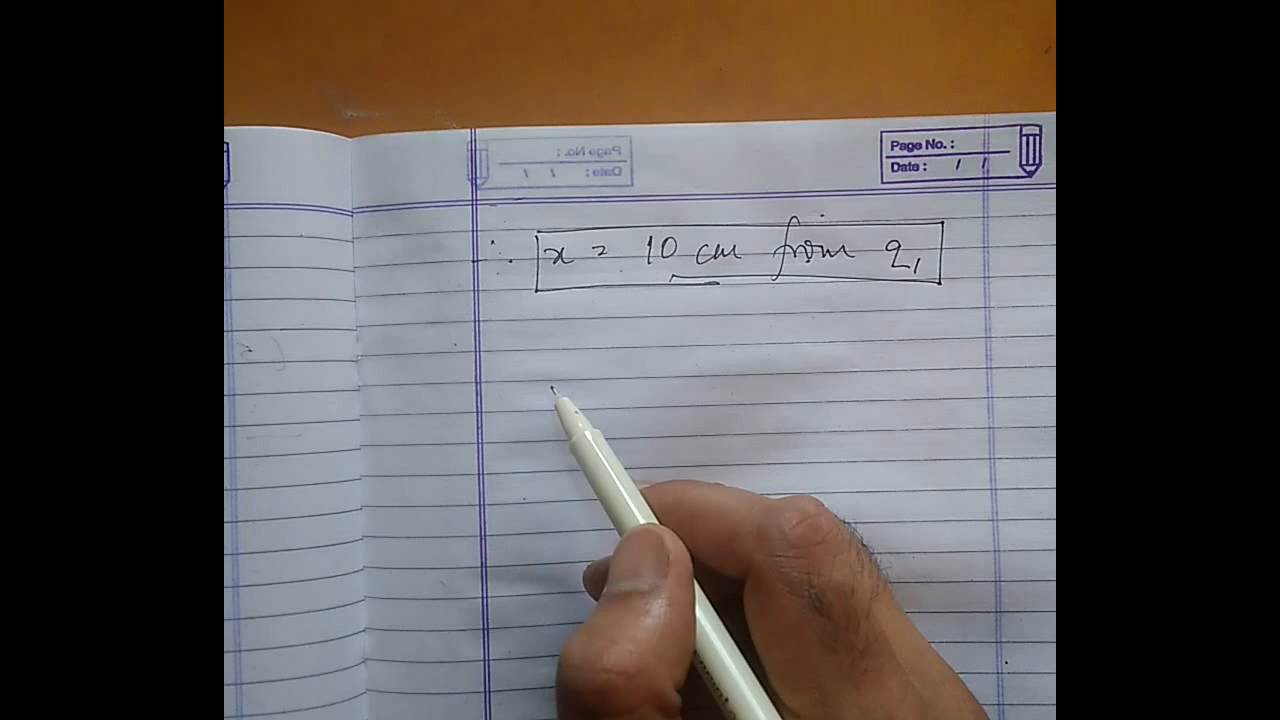 Page No. :
Date : / /
∴ x = 10 cm from q₁